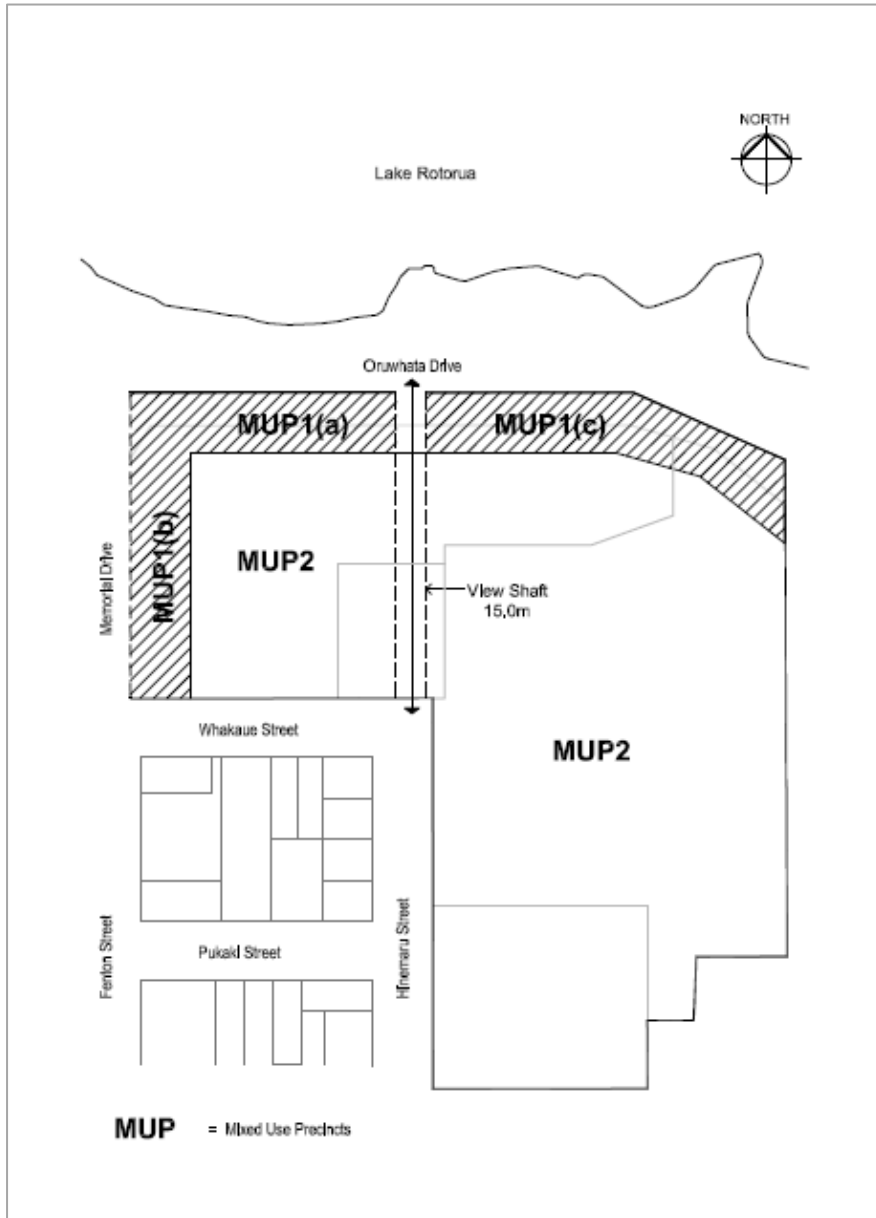 NORTH
Lake Rotorua
Oruwhata Drive
MUP1(a)
MUP1(c)
MUP1(b)
Memorial Drive
MUP2
View Shaft
15.0m
Whakaue Street
MUP2
Fenton Street
Pukaki Street
Hinemaru Street
MUP = Mixed Use Precincts